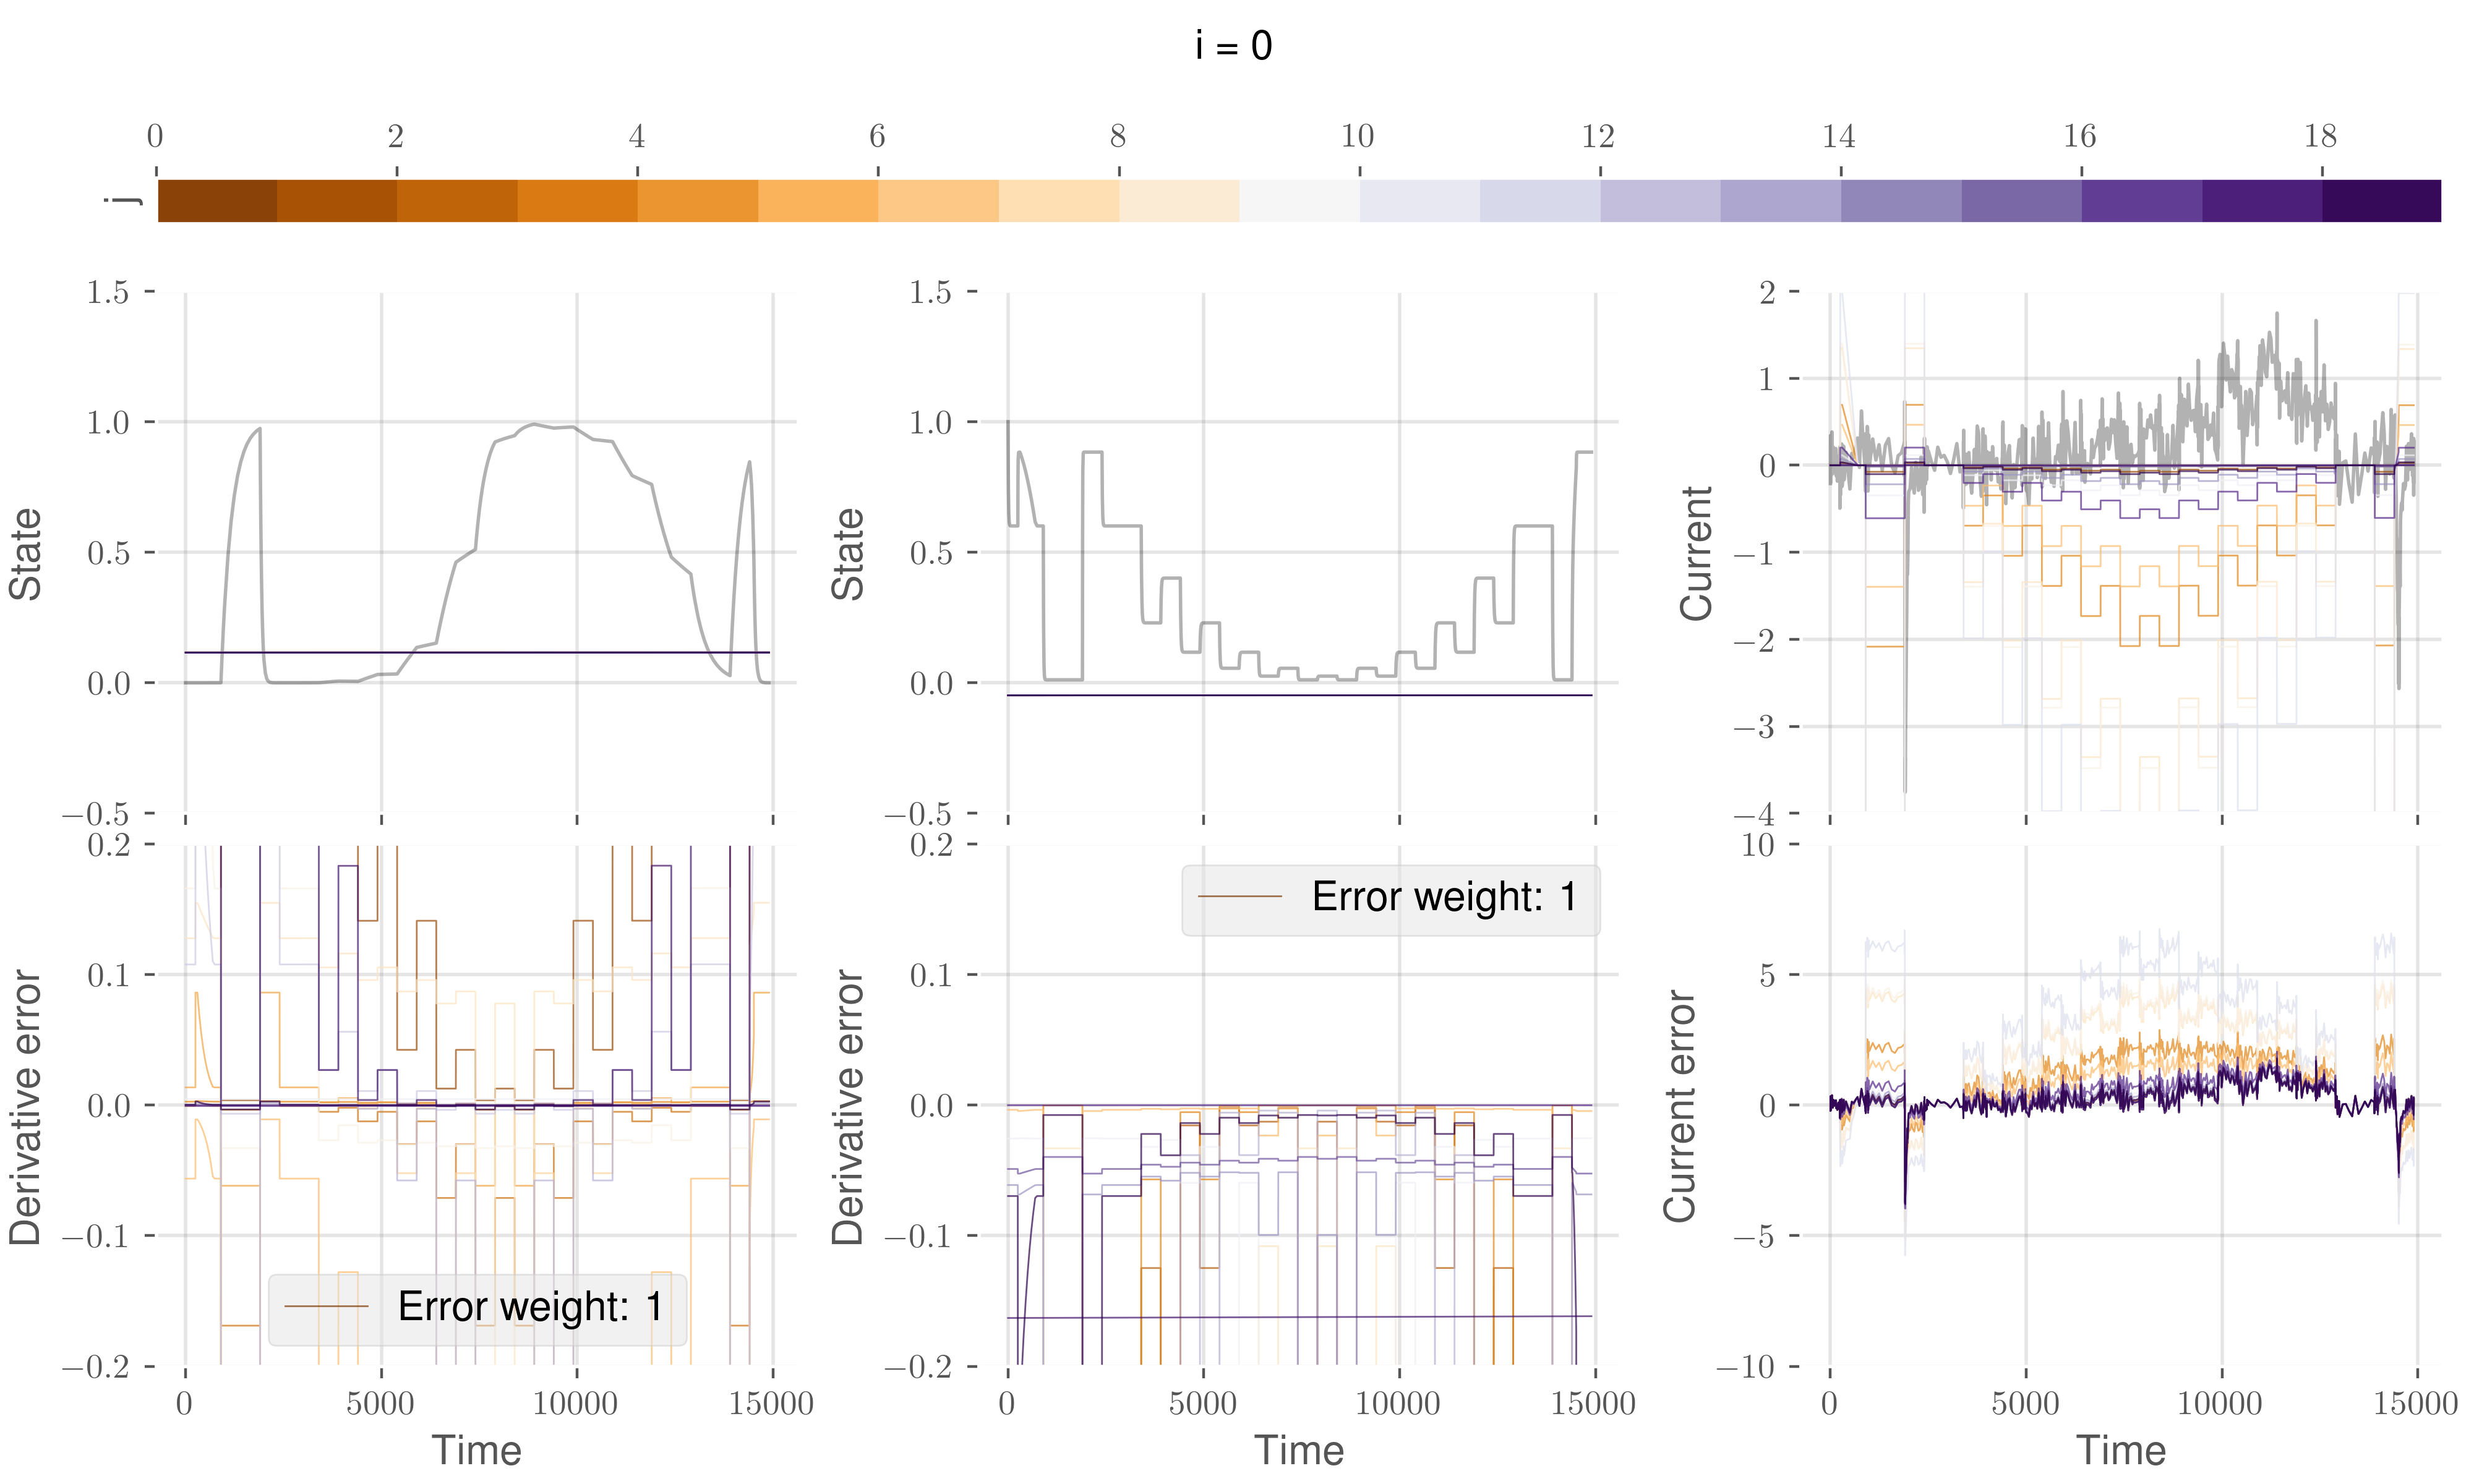 i = 0
0 2 4 6 8 10 12 14 16 18
j
1.5 1.0 0.5 0.0 −0.5
State
1.5 1.0 0.5 0.0 −0.5
State
2 1 0 −1 −2 −3 −4
Current
0.2 0.1 0.0 −0.1 −0.2
Derivative error
Error weight: 1
0 5000 10000 15000
Time
0.2 0.1 0.0 −0.1 −0.2
Derivative error
Error weight: 1
0 5000 10000 15000
Time
10 5 0 −5 −10
Current error
0 5000 10000 15000
Time